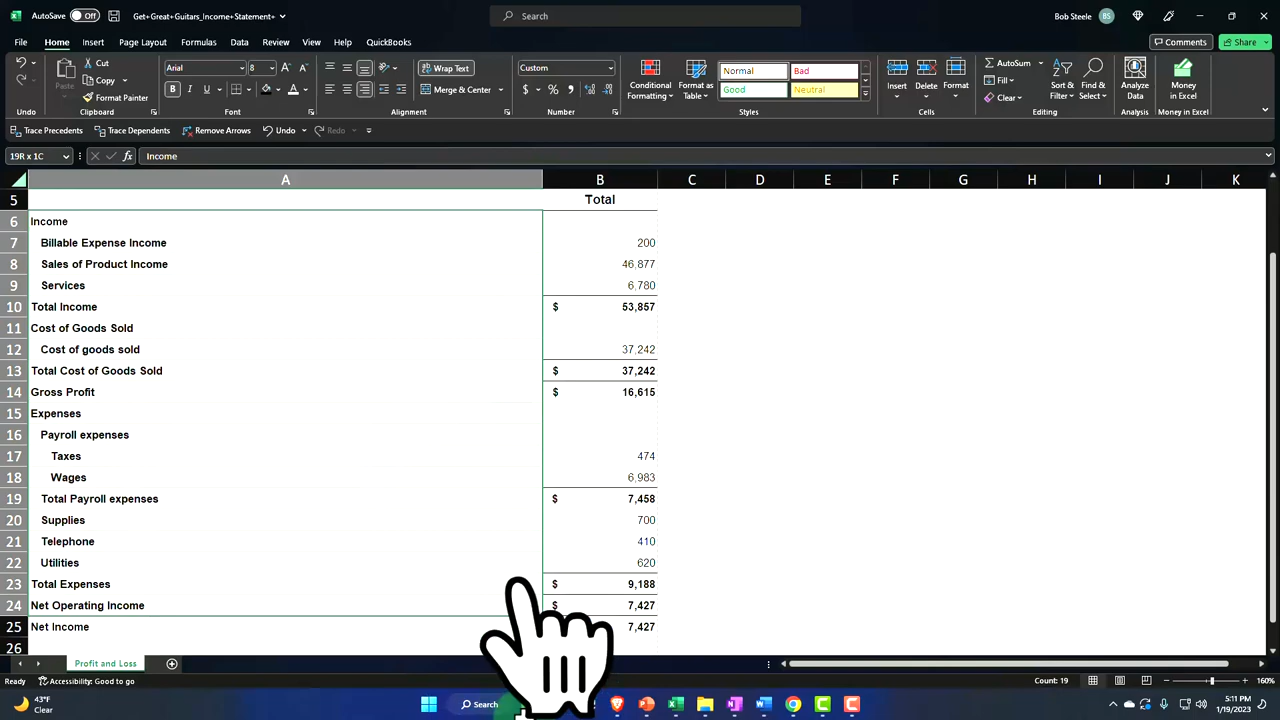 AutoSave Off Get+Great+Guitars_Income+Statement+ Search Bob Steele BS
File Home Insert Page Layout Formulas Data Review View Help QuickBooks Comments Share
Cut Arial 8 Wrap Text Custom Normal Bad AutoSum
Copy Fill
Paste Format Painter B I U Merge & Center $ % Good Neutral Clear
Conditional Formatting Format as Table Insert Delete Format Sort & Filter Find & Select Analyze Data Money in Excel
Undo Clipboard Font Alignment Number Styles Cells Editing Analysis Money in Excel
Trace Precedents Trace Dependents Remove Arrows Undo Redo
19R x 1C fx Income
A B C D E F G H I J K
5 Total
6 Income
7 Billable Expense Income 200
8 Sales of Product Income 46,877
9 Services 6,780
10 Total Income $ 53,857
11 Cost of Goods Sold
12 Cost of goods sold 37,242
13 Total Cost of Goods Sold $ 37,242
14 Gross Profit $ 16,615
15 Expenses
16 Payroll expenses
17 Taxes 474
18 Wages 6,983
19 Total Payroll expenses $ 7,458
20 Supplies 700
21 Telephone 410
22 Utilities 620
23 Total Expenses $ 9,188
24 Net Operating Income $ 7,427
25 Net Income 7,427
26
Profit and Loss
Ready Accessibility: Good to go Count: 19 160%
43°F
Clear
Search
5:11 PM
1/9/2023